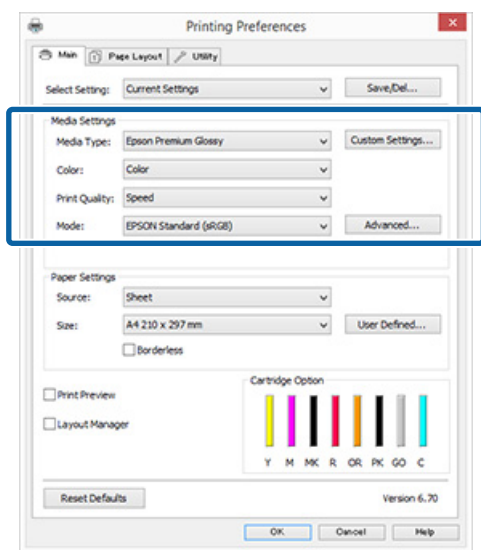 Printing Preferences
Main Page Layout Utility
Select Setting: Current Settings Save/Del...
Media Settings
Media Type: Epson Premium Glossy Custom Settings...
Color: Color
Print Quality: Speed
Mode: EPSON Standard (sRGB) Advanced...
Paper Settings
Source: Sheet
Size: A4 210 x 297 mm User Defined...
Borderless
Cartridge Option
Print Preview
Layout Manager
Y M MK R OR PK GO C
Reset Defaults Version 6.70
OK Cancel Help